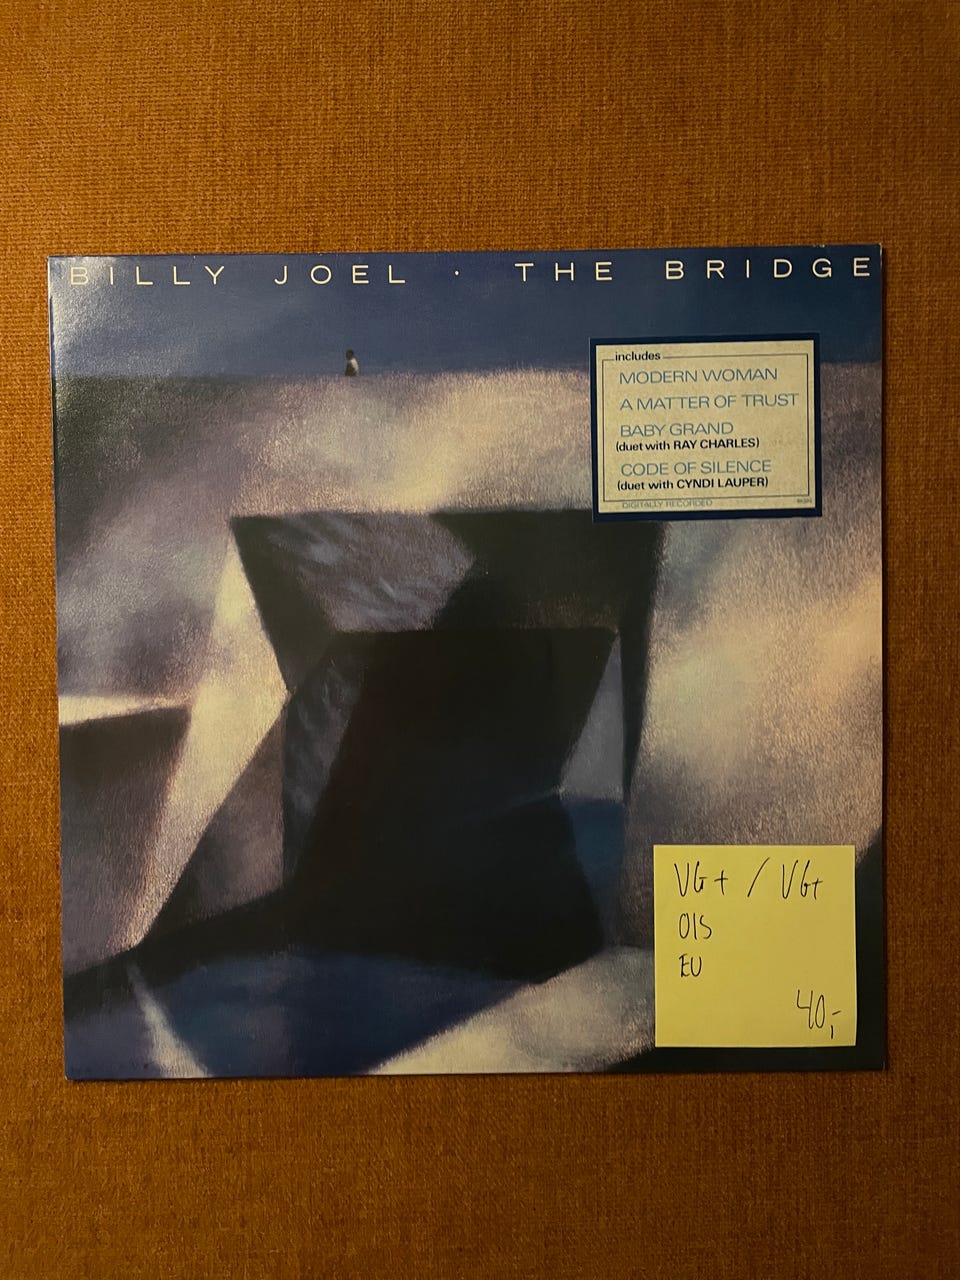 BILLY JOEL · THE BRIDGE
includes
MODERN WOMAN
A MATTER OF TRUST
BABY GRAND
(duet with RAY CHARLES)
CODE OF SILENCE
(duet with CYNDI LAUPER)
DIGITALLY RECORDED
VG+ / VG+
OIS
EU
40,-